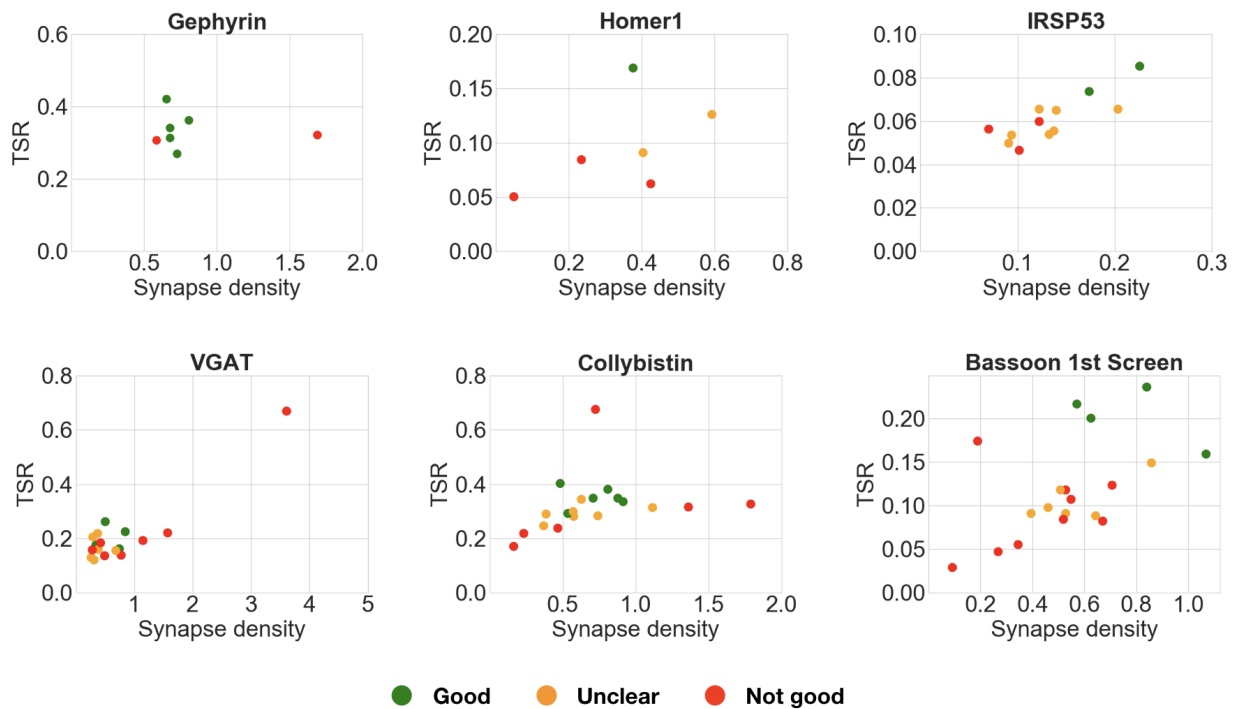 Gephyrin
TSR
0.6
0.4
0.2
0.0
0.5 1.0 1.5 2.0
Synapse density
Homer1
TSR
0.20
0.15
0.10
0.05
0.00
0.2 0.4 0.6 0.8
Synapse density
IRSP53
TSR
0.10
0.08
0.06
0.04
0.02
0.00
0.1 0.2 0.3
Synapse density
VGAT
TSR
0.8
0.6
0.4
0.2
0.0
1 2 3 4 5
Synapse density
Collybistin
TSR
0.8
0.6
0.4
0.2
0.0
0.5 1.0 1.5 2.0
Synapse density
Bassoon 1st Screen
TSR
0.20
0.15
0.10
0.05
0.00
0.2 0.4 0.6 0.8 1.0
Synapse density
Good Unclear Not good